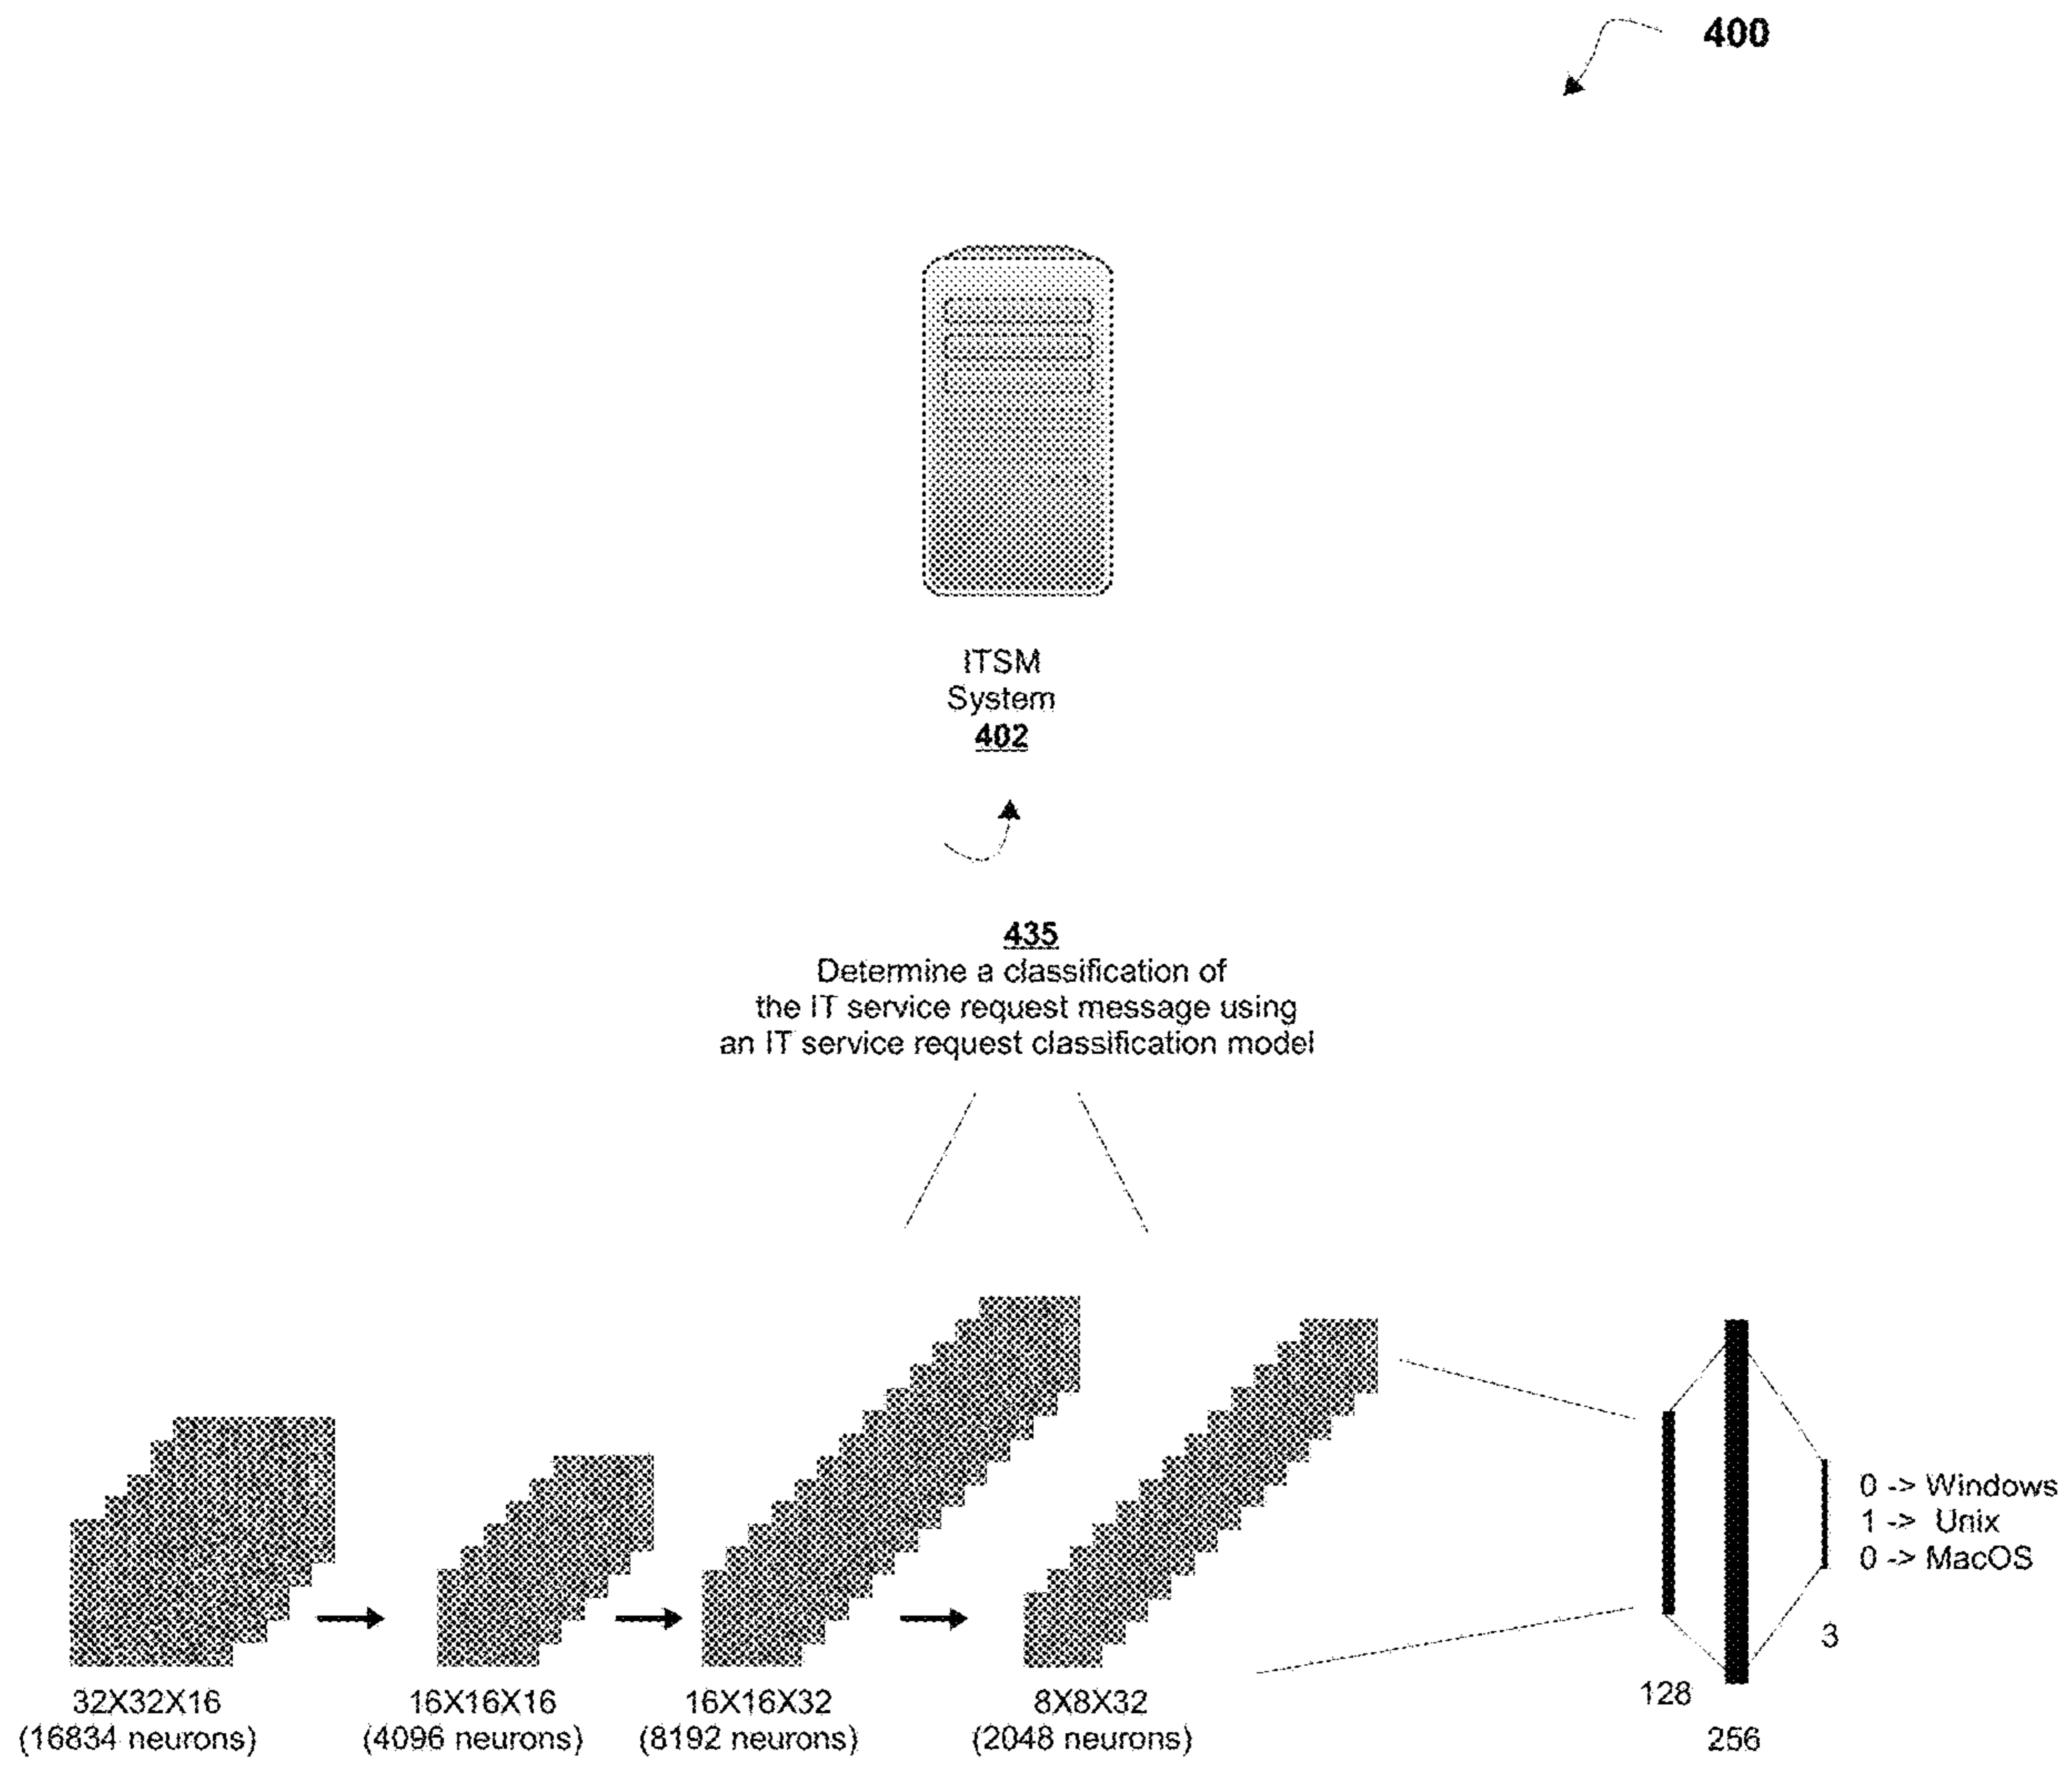 400
ITSM
System
402
435
Determine a classification of
the IT service request message using
an IT service request classification model
0 -> Windows
1 -> Unix
0 -> MacOS
3
128
256
32X32X16
(16834 neurons)
16X16X16
(4096 neurons)
16X16X32
(8192 neurons)
8X8X32
(2048 neurons)